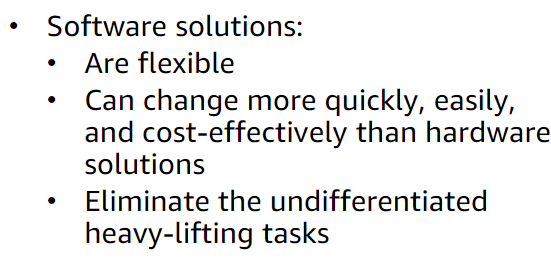 • Software solutions:
• Are flexible
• Can change more quickly, easily,
and cost-effectively than hardware
solutions
• Eliminate the undifferentiated
heavy-lifting tasks